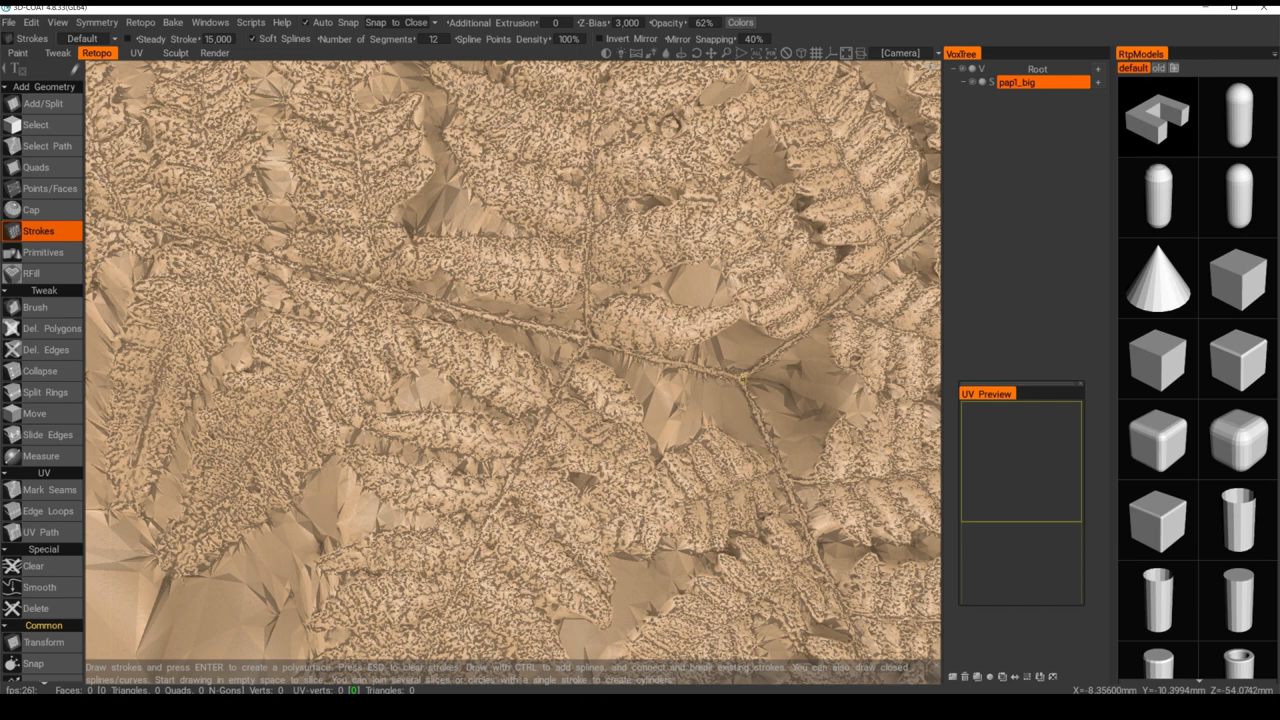 3D-COAT 4.8.33(GL64)
File Edit View Symmetry Retopo Bake Windows Scripts Help Auto Snap Snap to Close Additional Extrusion: 0 Z-Bias: 3,000 Opacity: 62% Colors
Strokes Default Steady Stroke: 15,000 Soft Splines Number of Segments: 12 Spline Points Density: 100% Invert Mirror Mirror Snapping: 40%
Paint Tweak Retopo UV Sculpt Render [Camera] VoxTree RtpModels
V Root + default old
S pap1_big +
Add Geometry
Add/Split
Select
Select Path
Quads
Points/Faces
Cap
Strokes
Primitives
RFill
Tweak
Brush
Del. Polygons
Del. Edges
Collapse
Split Rings
Move
Slide Edges
Measure
UV
Mark Seams
Edge Loops
UV Path
Special
Clear
Smooth
Delete
Common
Transform
Snap
UV Preview
Draw strokes and press ENTER to create a polysurface. Press ESC to clear strokes. Draw with CTRL to add splines, and connect and break existing strokes. You can also draw closed
splines/curves. Start drawing in empty space to slice. You can join several slices or circles with a single stroke to create cylinders.
fps:261; Faces: 0 [0 Triangles, 0 Quads, 0 N-Gons] Verts: 0 UV-verts: 0 [0] Triangles: 0 X=-8.35600mm Y=-10.3994mm Z=-54.0742mm